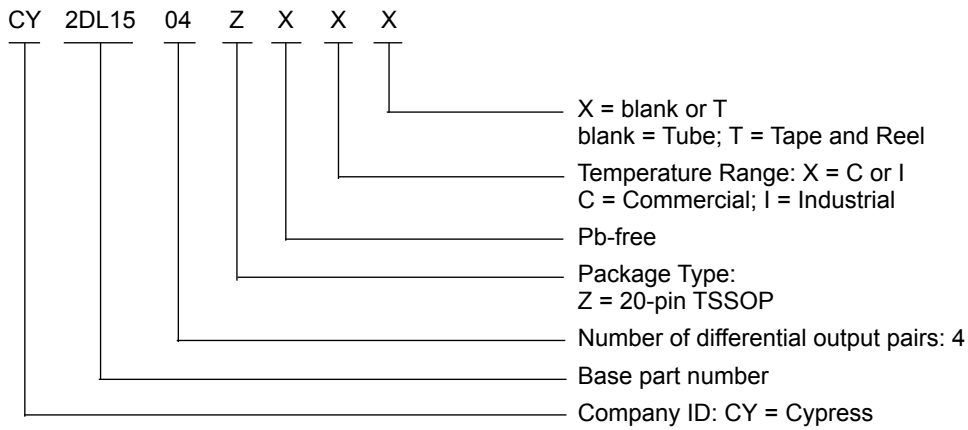 CY 2DL15 04 Z X X X
X = blank or T
blank = Tube; T = Tape and Reel
Temperature Range: X = C or I
C = Commercial; I = Industrial
Pb-free
Package Type:
Z = 20-pin TSSOP
Number of differential output pairs: 4
Base part number
Company ID: CY = Cypress